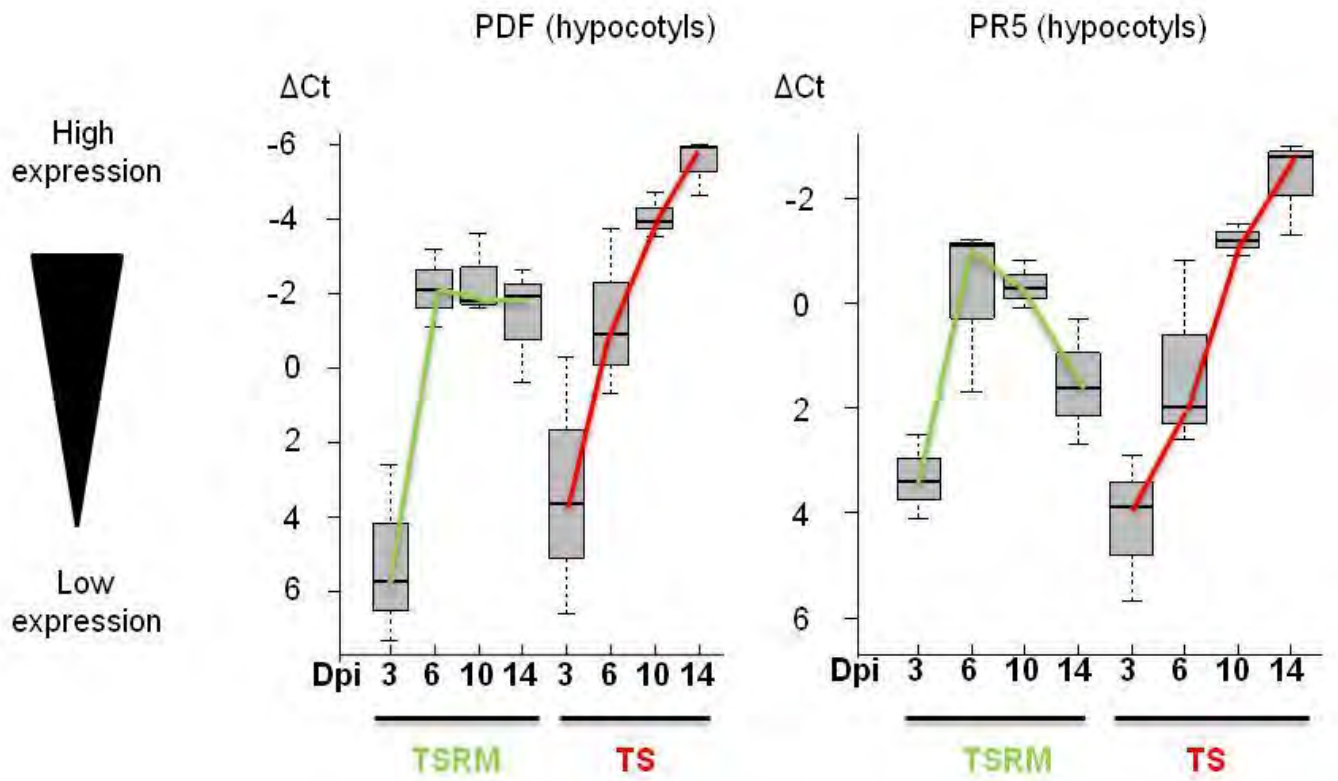 PDF (hypocotyls)
PR5 (hypocotyls)
ΔCt
ΔCt
High
expression
Low
expression
-6
-4
-2
0
2
4
6
-2
0
2
4
6
Dpi 3 6 10 14 3 6 10 14
Dpi 3 6 10 14 3 6 10 14
TSRM TS
TSRM TS